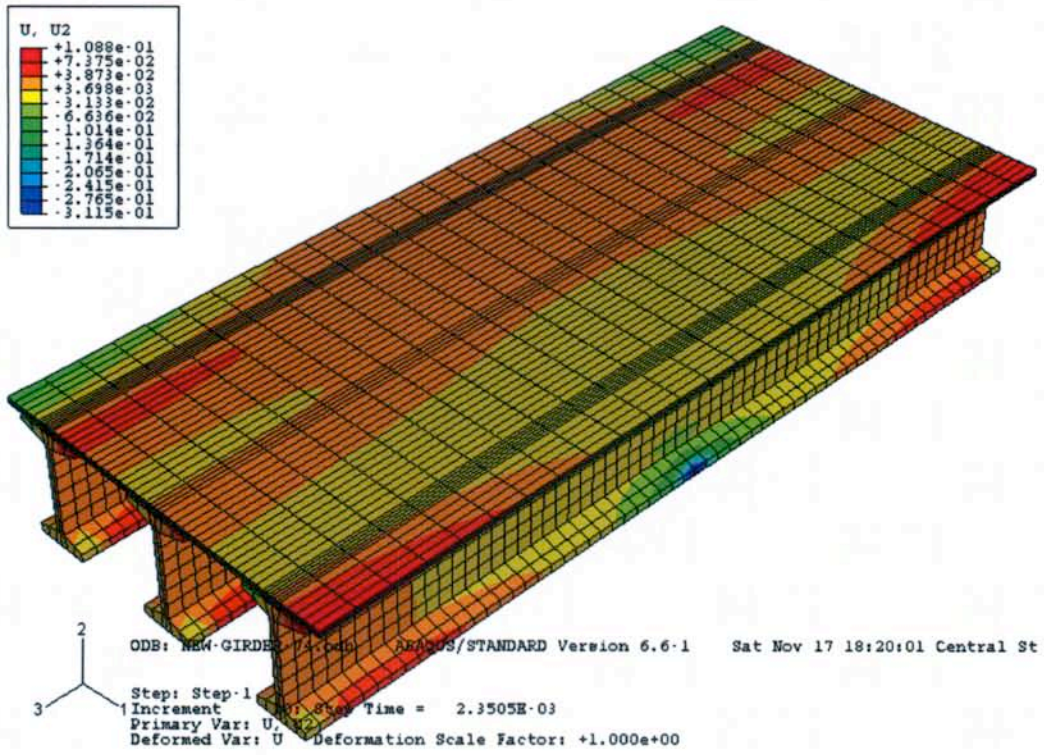 U, U2
+1.088e-01
+7.375e-02
+3.873e-02
+3.698e-03
-3.133e-02
-6.636e-02
-1.014e-01
-1.364e-01
-1.714e-01
-2.065e-01
-2.415e-01
-2.765e-01
-3.115e-01
2
3
1
ODB: NEW-GIRDER ABAQUS/STANDARD Version 6.6-1 Sat Nov 17 18:20:01 Central St
Step: Step-1
Increment Step Time = 2.3505E-03
Primary Var: U,
Deformed Var: U Deformation Scale Factor: +1.000e+00